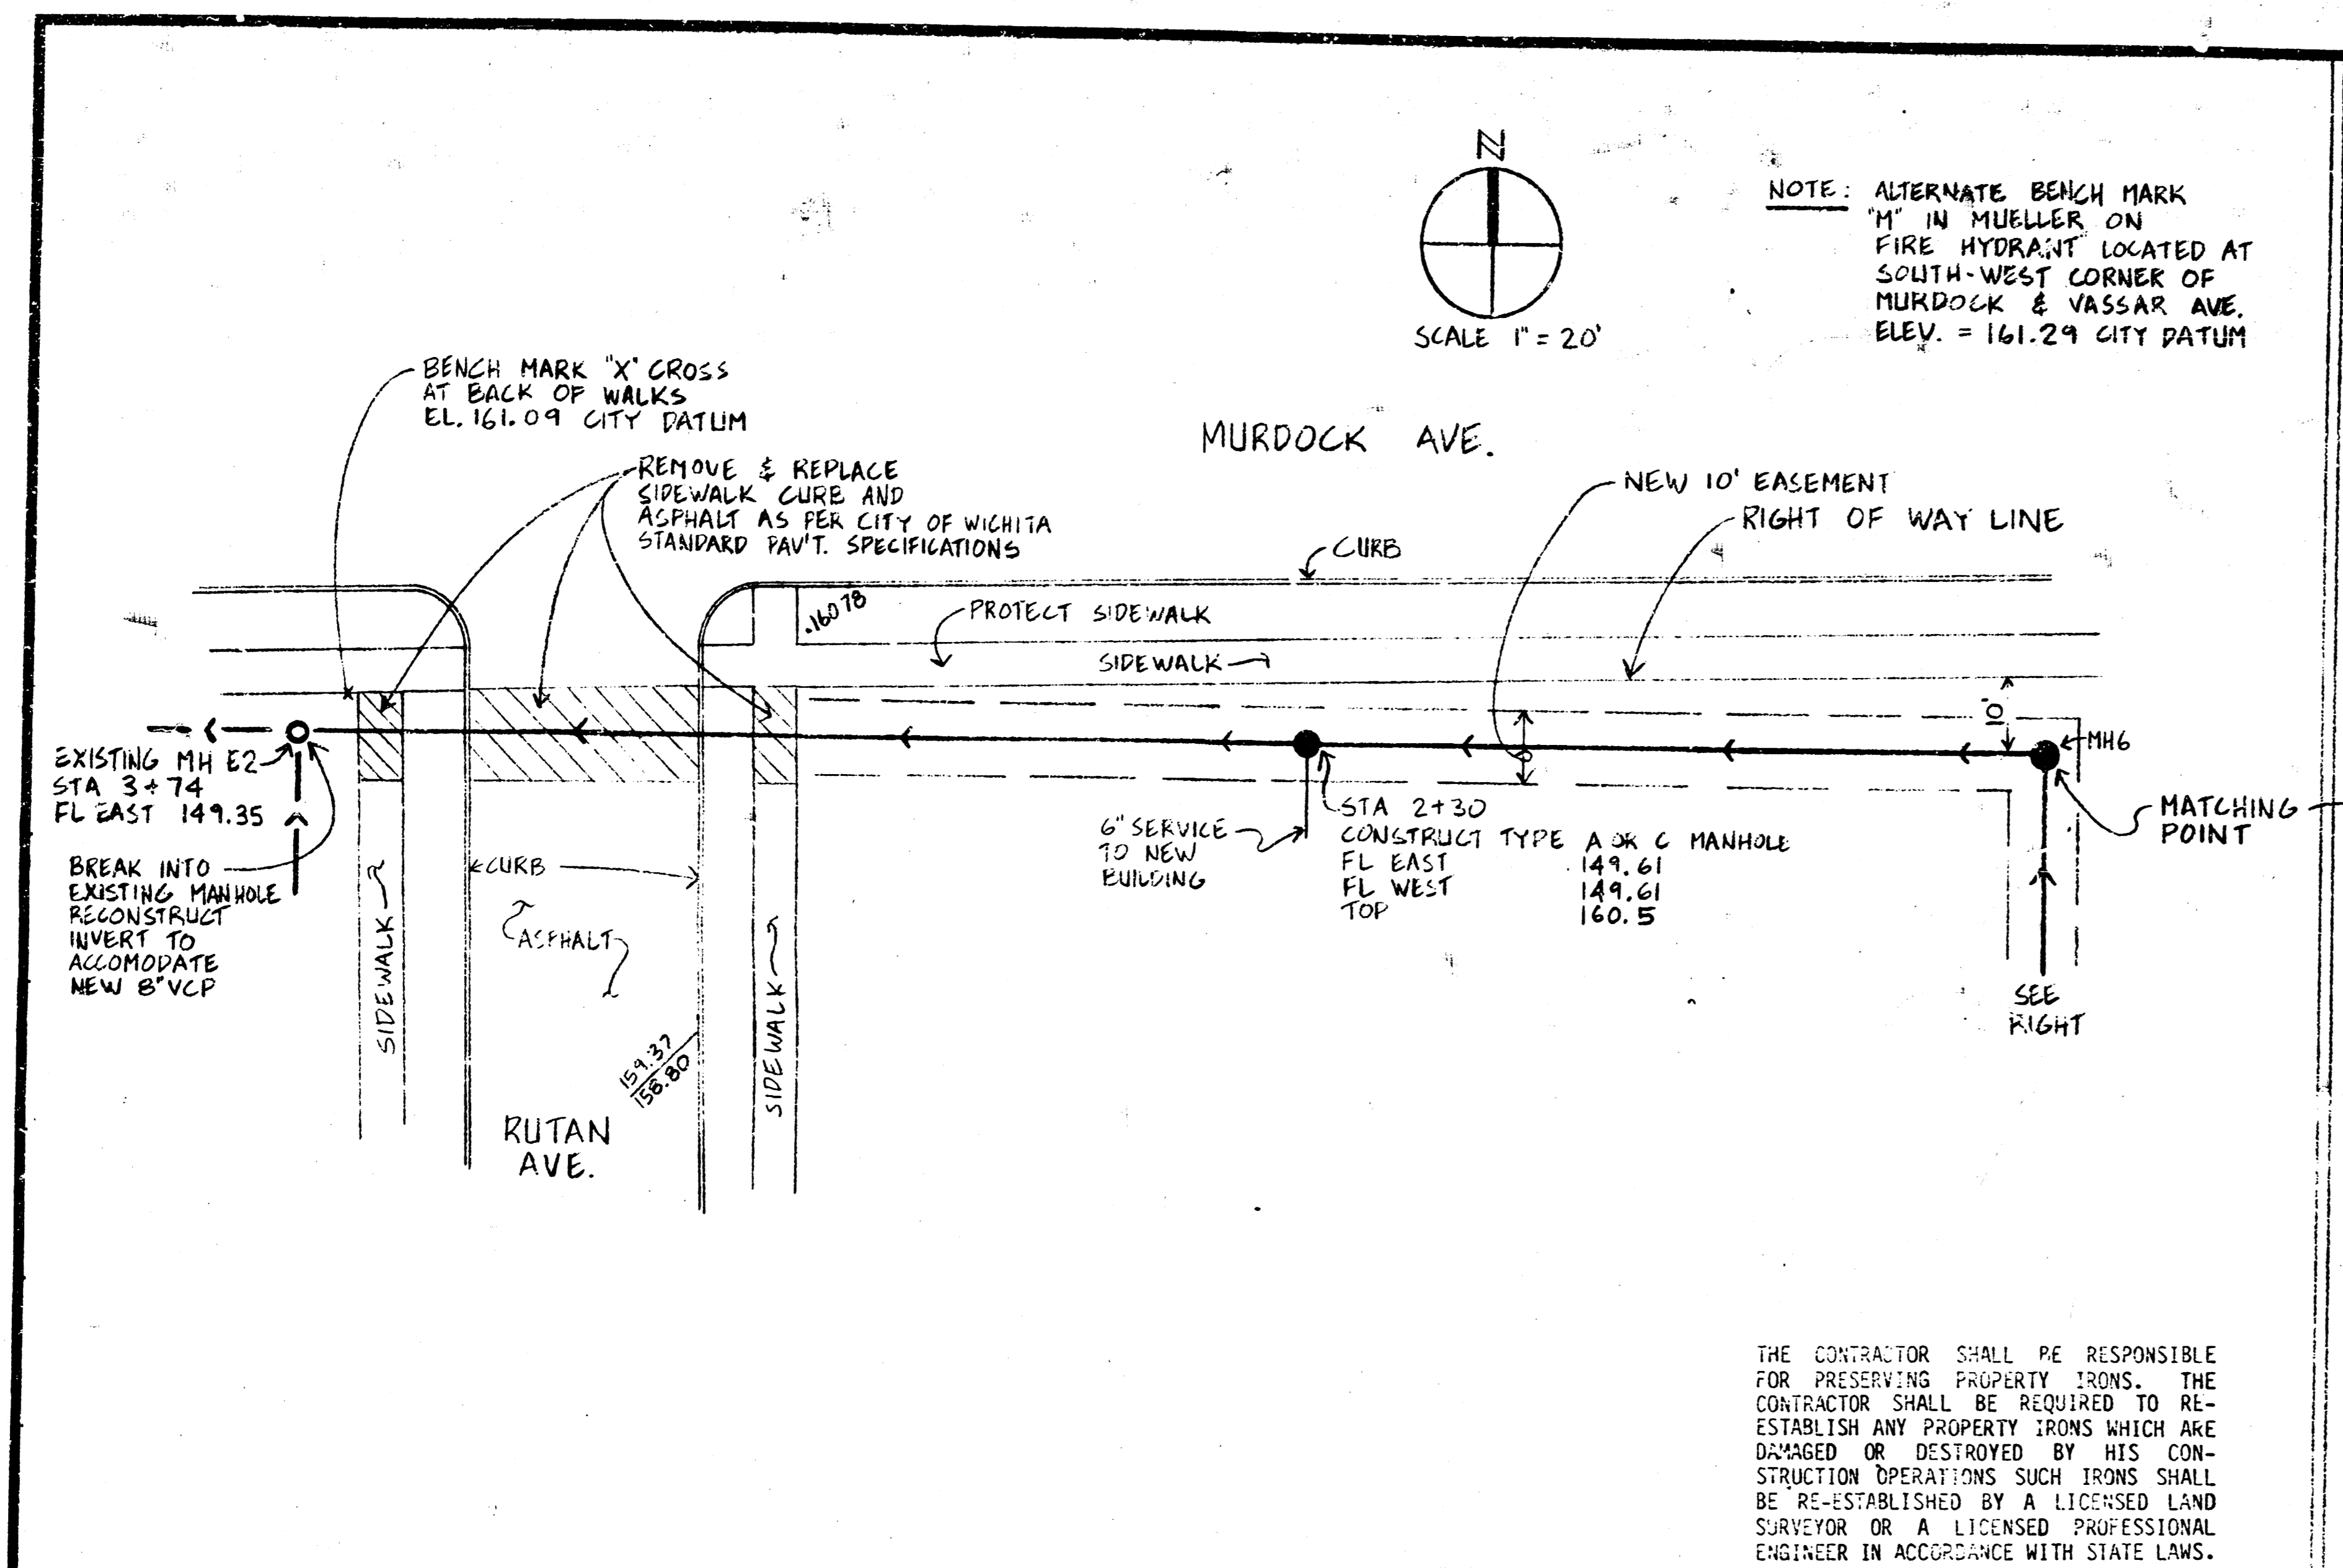 N
SCALE 1" = 20'
NOTE: ALTERNATE BENCH MARK
"M" IN MUELLER ON
FIRE HYDRANT LOCATED AT
SOUTH-WEST CORNER OF
MURDOCK & VASSAR AVE.
ELEV. = 161.29 CITY DATUM
BENCH MARK "X" CROSS
AT BACK OF WALKS
EL. 161.09 CITY DATUM
MURDOCK AVE.
REMOVE & REPLACE
SIDEWALK CURB AND
ASPHALT AS PER CITY OF WICHITA
STANDARD PAV'T. SPECIFICATIONS
NEW 10' EASEMENT
RIGHT OF WAY LINE
CURB
.16078
PROTECT SIDEWALK
SIDEWALK
10'
MH6
EXISTING MH E2
STA 3+74
FL EAST 149.35
BREAK INTO
EXISTING MANHOLE
RECONSTRUCT
INVERT TO
ACCOMODATE
NEW 8" VCP
CURB
ASPHALT
SIDEWALK
SIDEWALK
159.37
158.80
RUTAN
AVE.
6" SERVICE
TO NEW
BUILDING
STA 2+30
CONSTRUCT TYPE A OR C MANHOLE
FL EAST 149.61
FL WEST 149.61
TOP 160.5
MATCHING
POINT
SEE
RIGHT
THE CONTRACTOR SHALL BE RESPONSIBLE
FOR PRESERVING PROPERTY IRONS. THE
CONTRACTOR SHALL BE REQUIRED TO RE-
ESTABLISH ANY PROPERTY IRONS WHICH ARE
DAMAGED OR DESTROYED BY HIS CON-
STRUCTION OPERATIONS SUCH IRONS SHALL
BE RE-ESTABLISHED BY A LICENSED LAND
SURVEYOR OR A LICENSED PROFESSIONAL
ENGINEER IN ACCORDANCE WITH STATE LAWS.